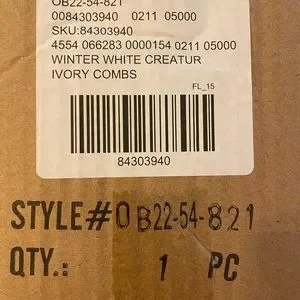 OB22-54-821
0084303940 0211 05000
SKU:84303940
4554 066283 0000154 0211 05000
WINTER WHITE CREATUR
IVORY COMBS
FL_15
84303940
STYLE#OB22-54-821
QTY.: 1 PC